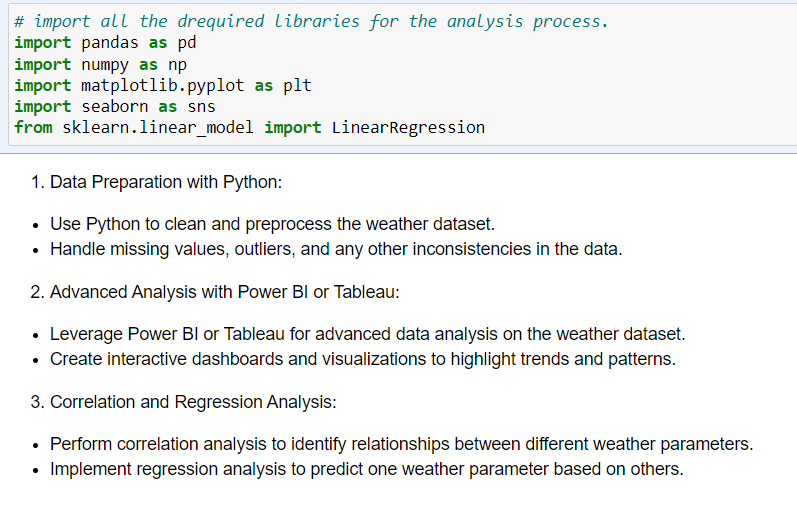 # import all the drequired libraries for the analysis process.
import pandas as pd
import numpy as np
import matplotlib.pyplot as plt
import seaborn as sns
from sklearn.linear_model import LinearRegression
1. Data Preparation with Python:
• Use Python to clean and preprocess the weather dataset.
• Handle missing values, outliers, and any other inconsistencies in the data.
2. Advanced Analysis with Power BI or Tableau:
• Leverage Power BI or Tableau for advanced data analysis on the weather dataset.
• Create interactive dashboards and visualizations to highlight trends and patterns.
3. Correlation and Regression Analysis:
• Perform correlation analysis to identify relationships between different weather parameters.
• Implement regression analysis to predict one weather parameter based on others.